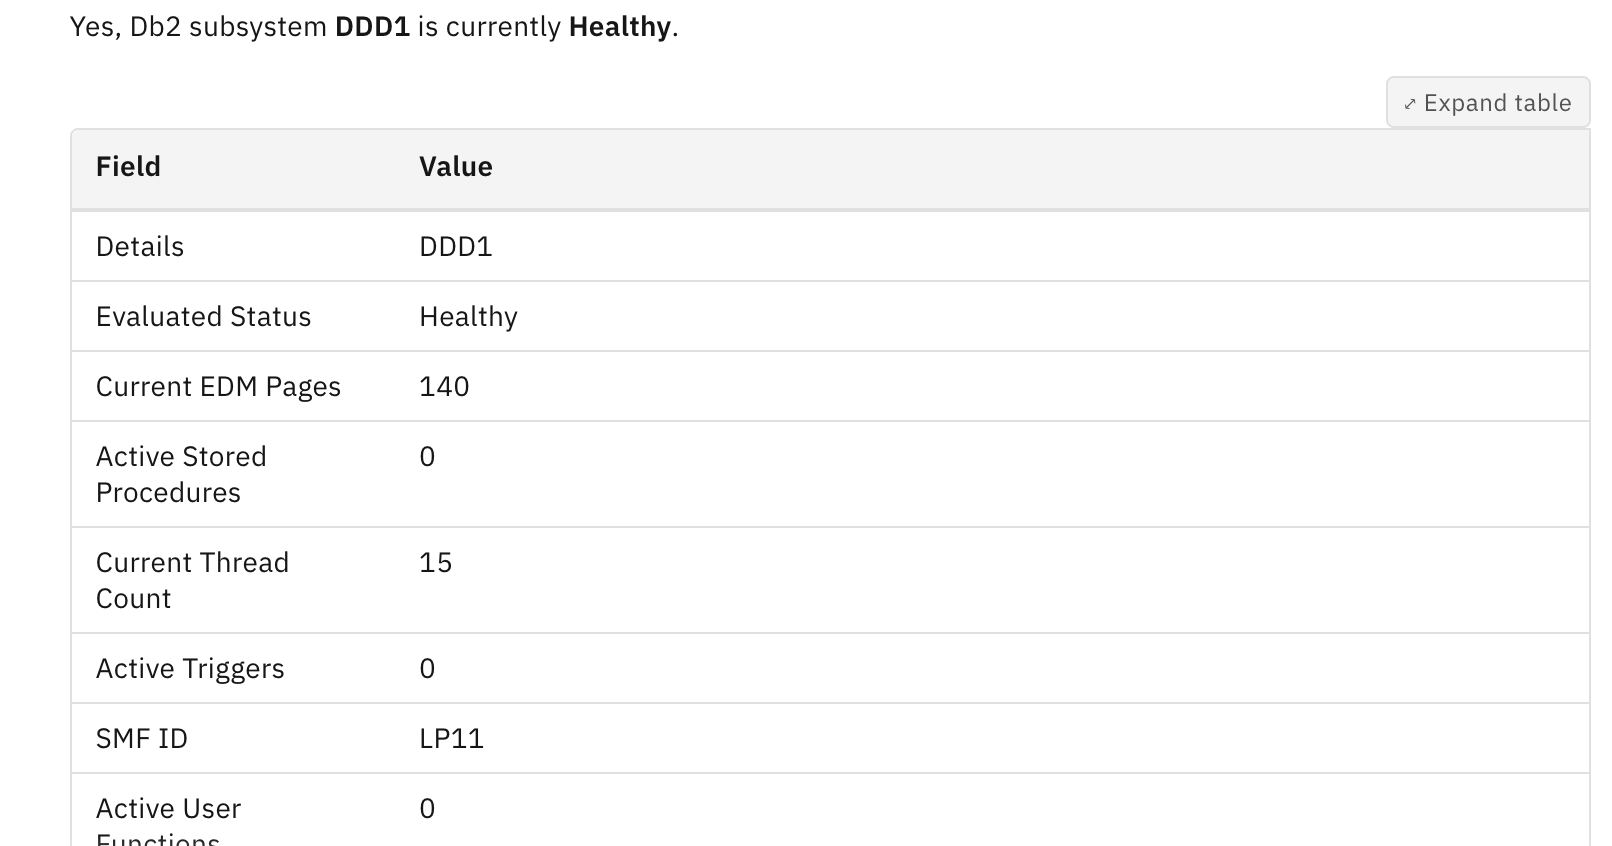 Yes, Db2 subsystem DDD1 is currently Healthy.
Expand table
Field Value
Details DDD1
Evaluated Status Healthy
Current EDM Pages 140
Active Stored 0
Procedures
Current Thread 15
Count
Active Triggers 0
SMF ID LP11
Active User 0
Functions